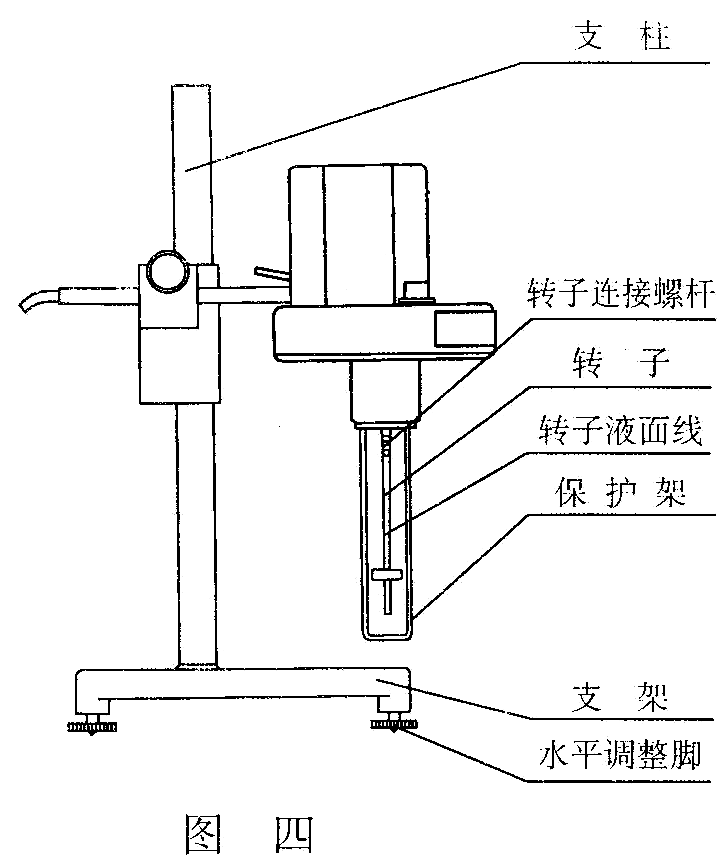 支 柱
转子连接螺杆
转 子
转子液面线
保 护 架
支 架
水平调整脚
图 四